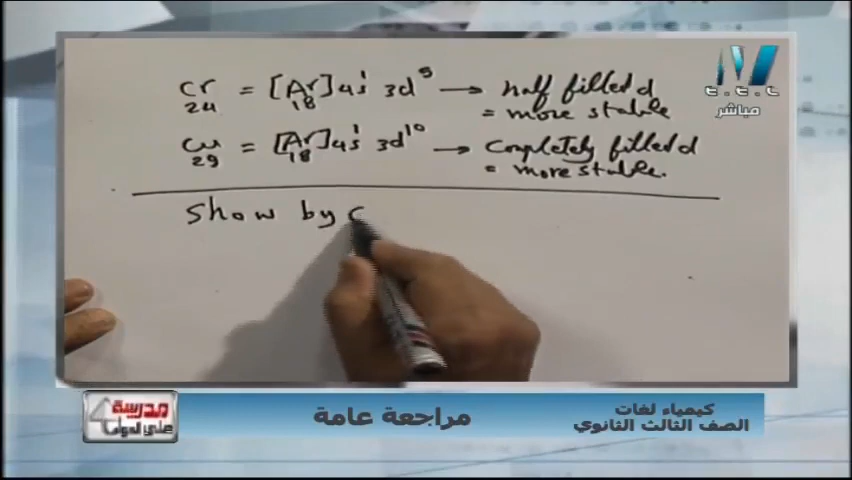 Cr = [Ar] 4s¹ 3d⁵ → half filled d
24 18 = more stable
Cu = [Ar] 4s¹ 3d¹⁰ → completely filled d
29 18 = more stable.
Show by c
مباشر
مدرسة
على الهواء
مراجعة عامة
كيمياء لغات
الصف الثالث الثانوي